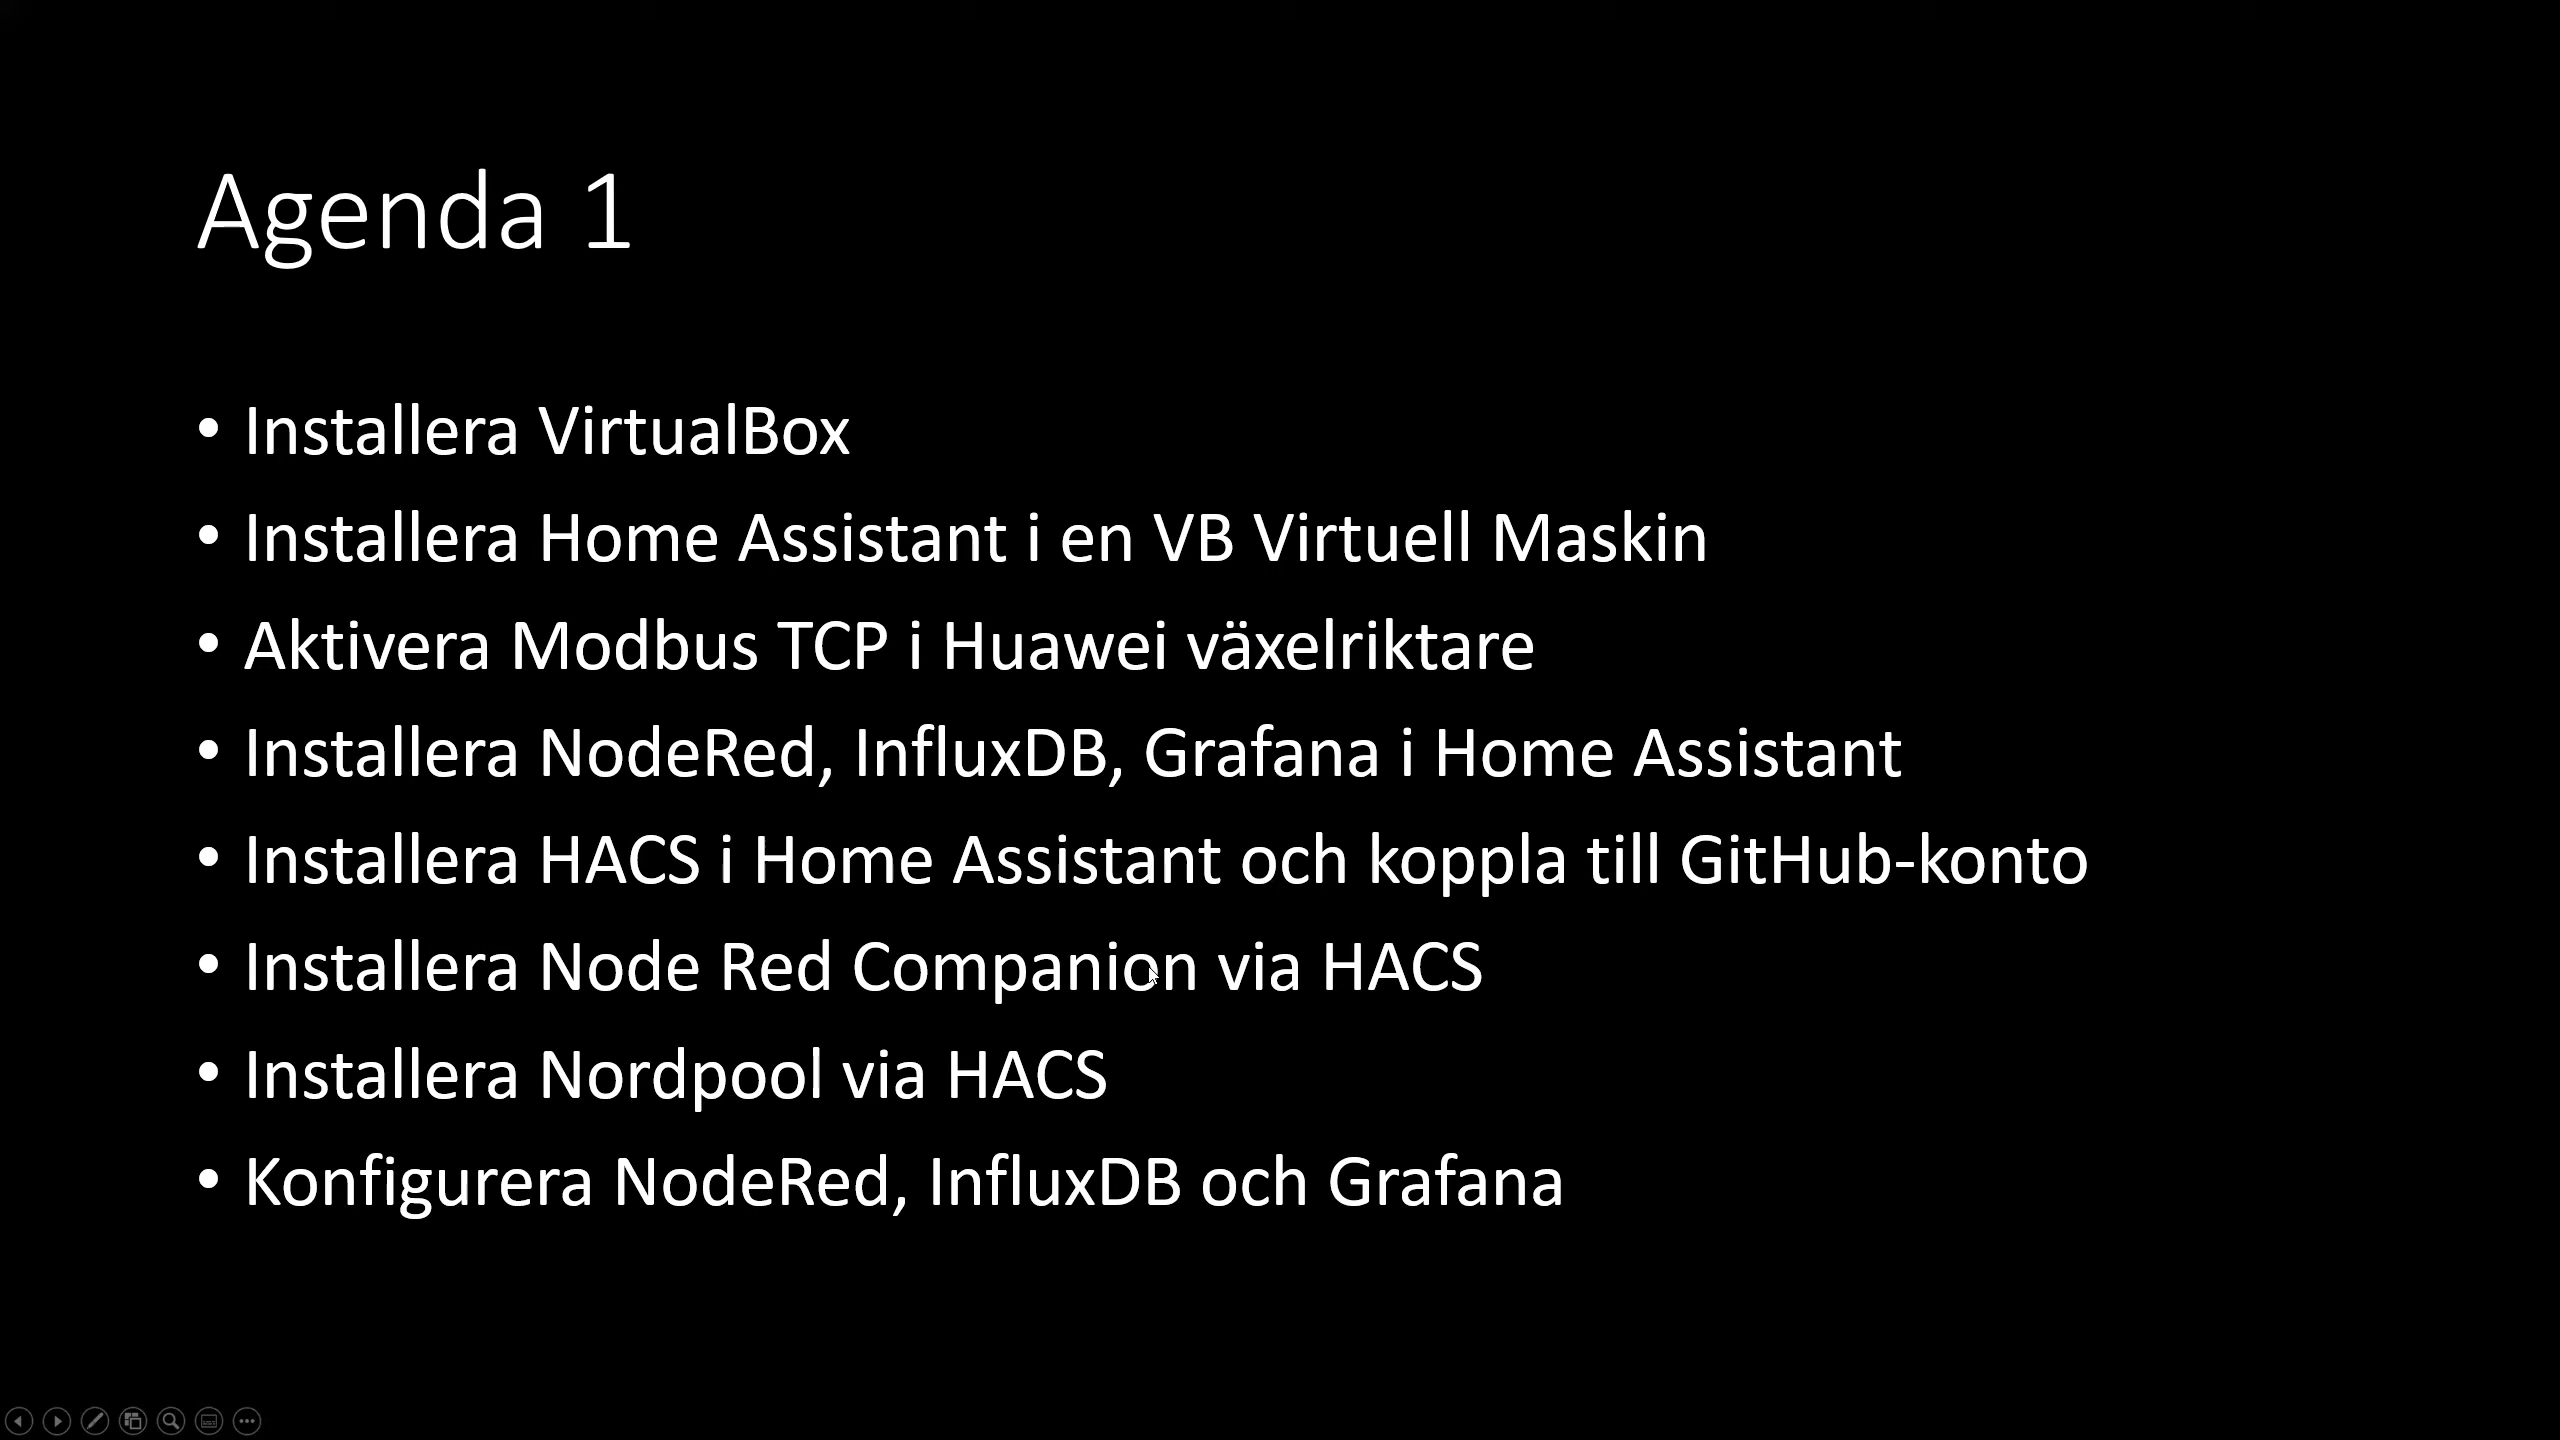 Agenda 1
• Installera VirtualBox
• Installera Home Assistant i en VB Virtuell Maskin
• Aktivera Modbus TCP i Huawei växelriktare
• Installera NodeRed, InfluxDB, Grafana i Home Assistant
• Installera HACS i Home Assistant och koppla till GitHub-konto
• Installera Node Red Companion via HACS
• Installera Nordpool via HACS
• Konfigurera NodeRed, InfluxDB och Grafana